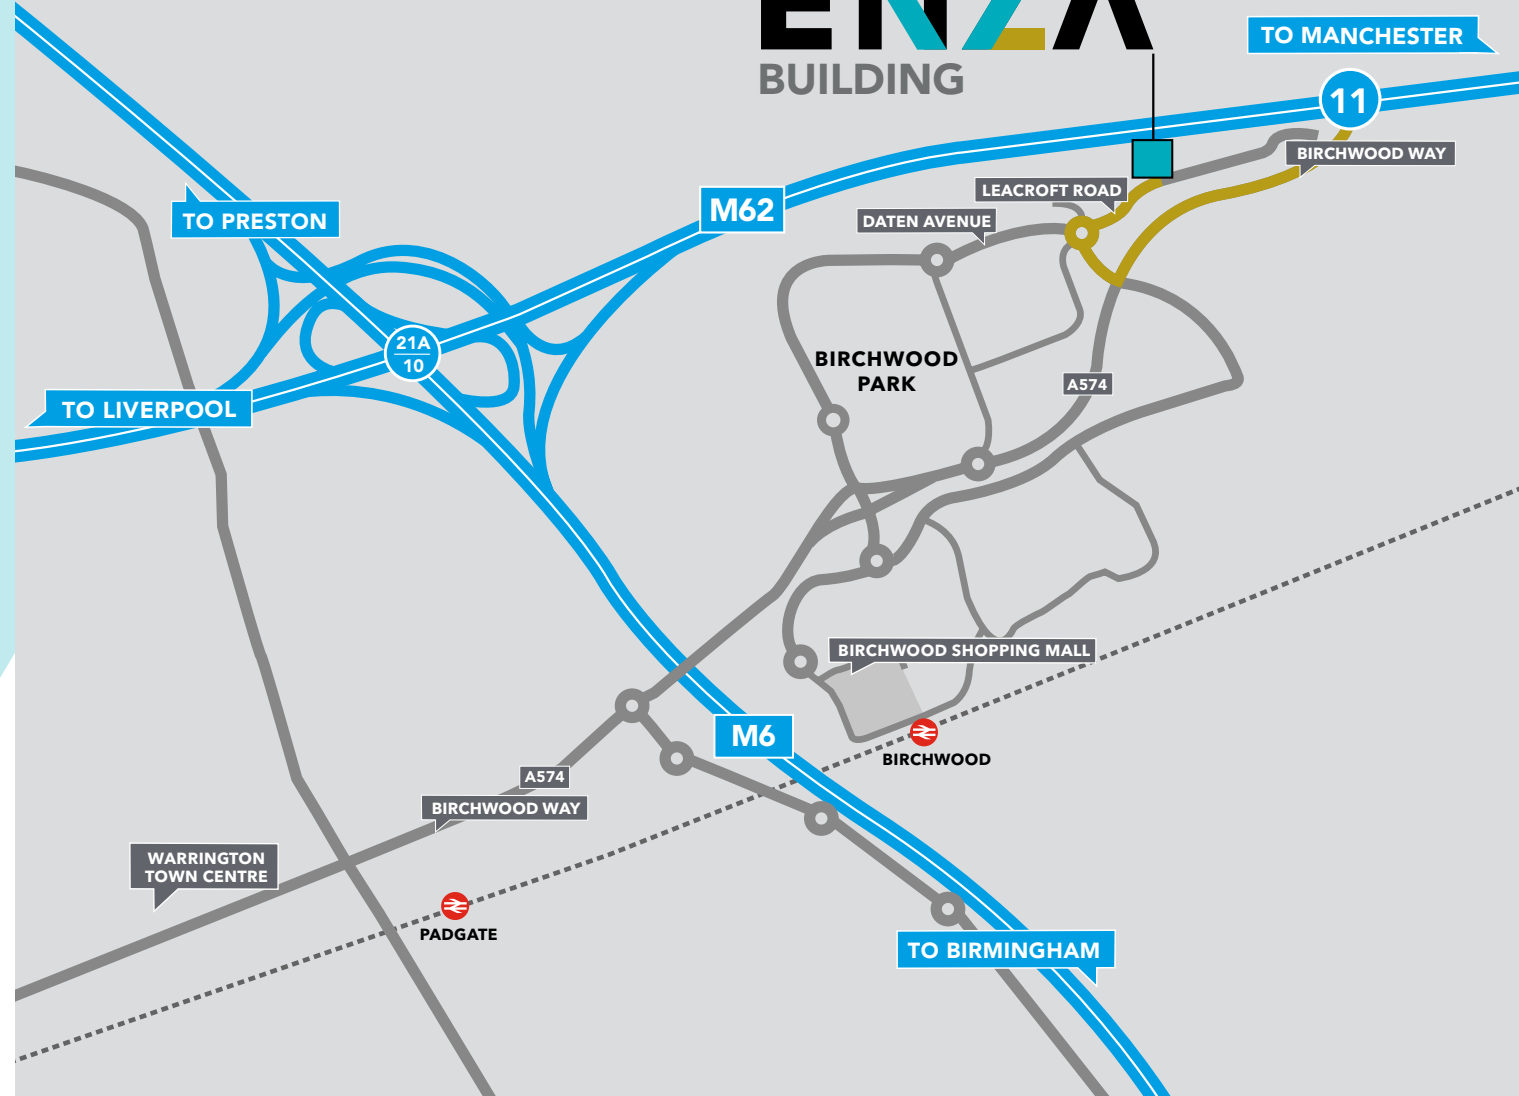 ENZA
BUILDING
TO MANCHESTER
11
BIRCHWOOD WAY
LEACROFT ROAD
DATEN AVENUE
M62
TO PRESTON
21A
10
BIRCHWOOD
PARK
A574
TO LIVERPOOL
BIRCHWOOD SHOPPING MALL
M6
BIRCHWOOD
A574
BIRCHWOOD WAY
WARRINGTON
TOWN CENTRE
PADGATE
TO BIRMINGHAM